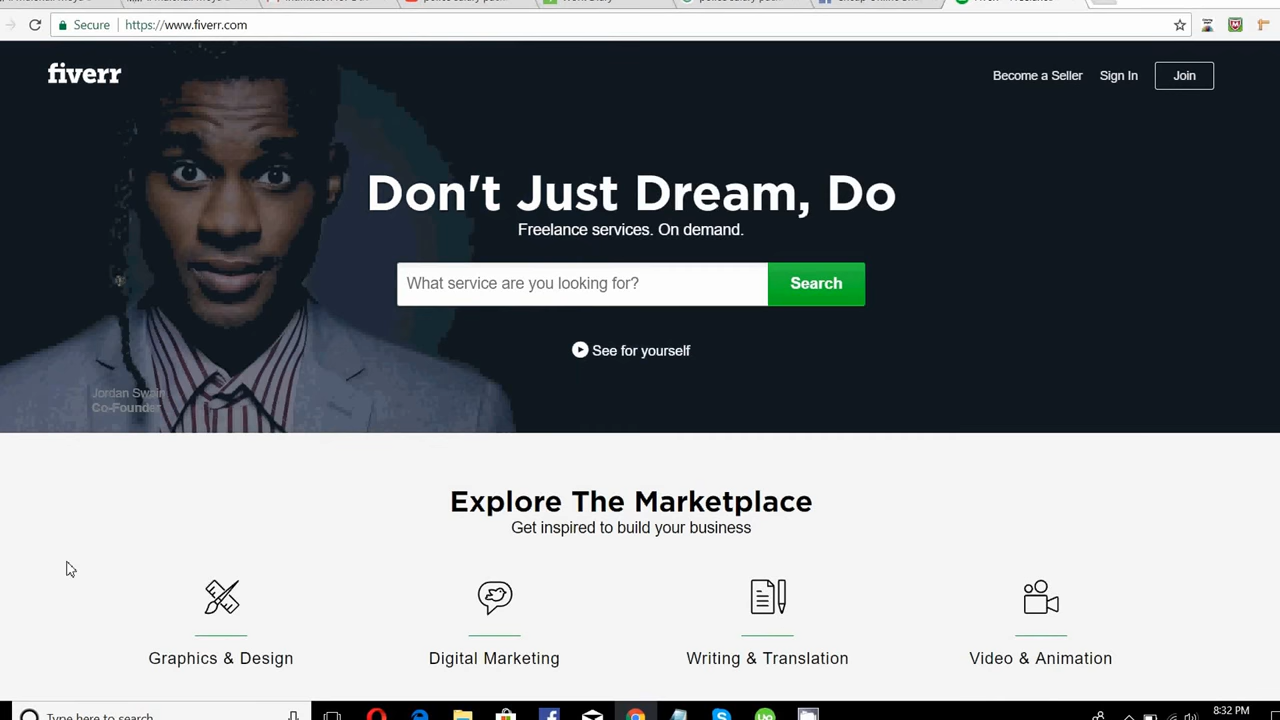 Secure
https://www.fiverr.com
fiverr
Become a Seller
Sign In
Join
Don't Just Dream, Do
Freelance services. On demand.
What service are you looking for?
Search
See for yourself
Jordan Swain
Co-Founder
Explore The Marketplace
Get inspired to build your business
Graphics & Design
Digital Marketing
Writing & Translation
Video & Animation
Type here to search
8:32 PM